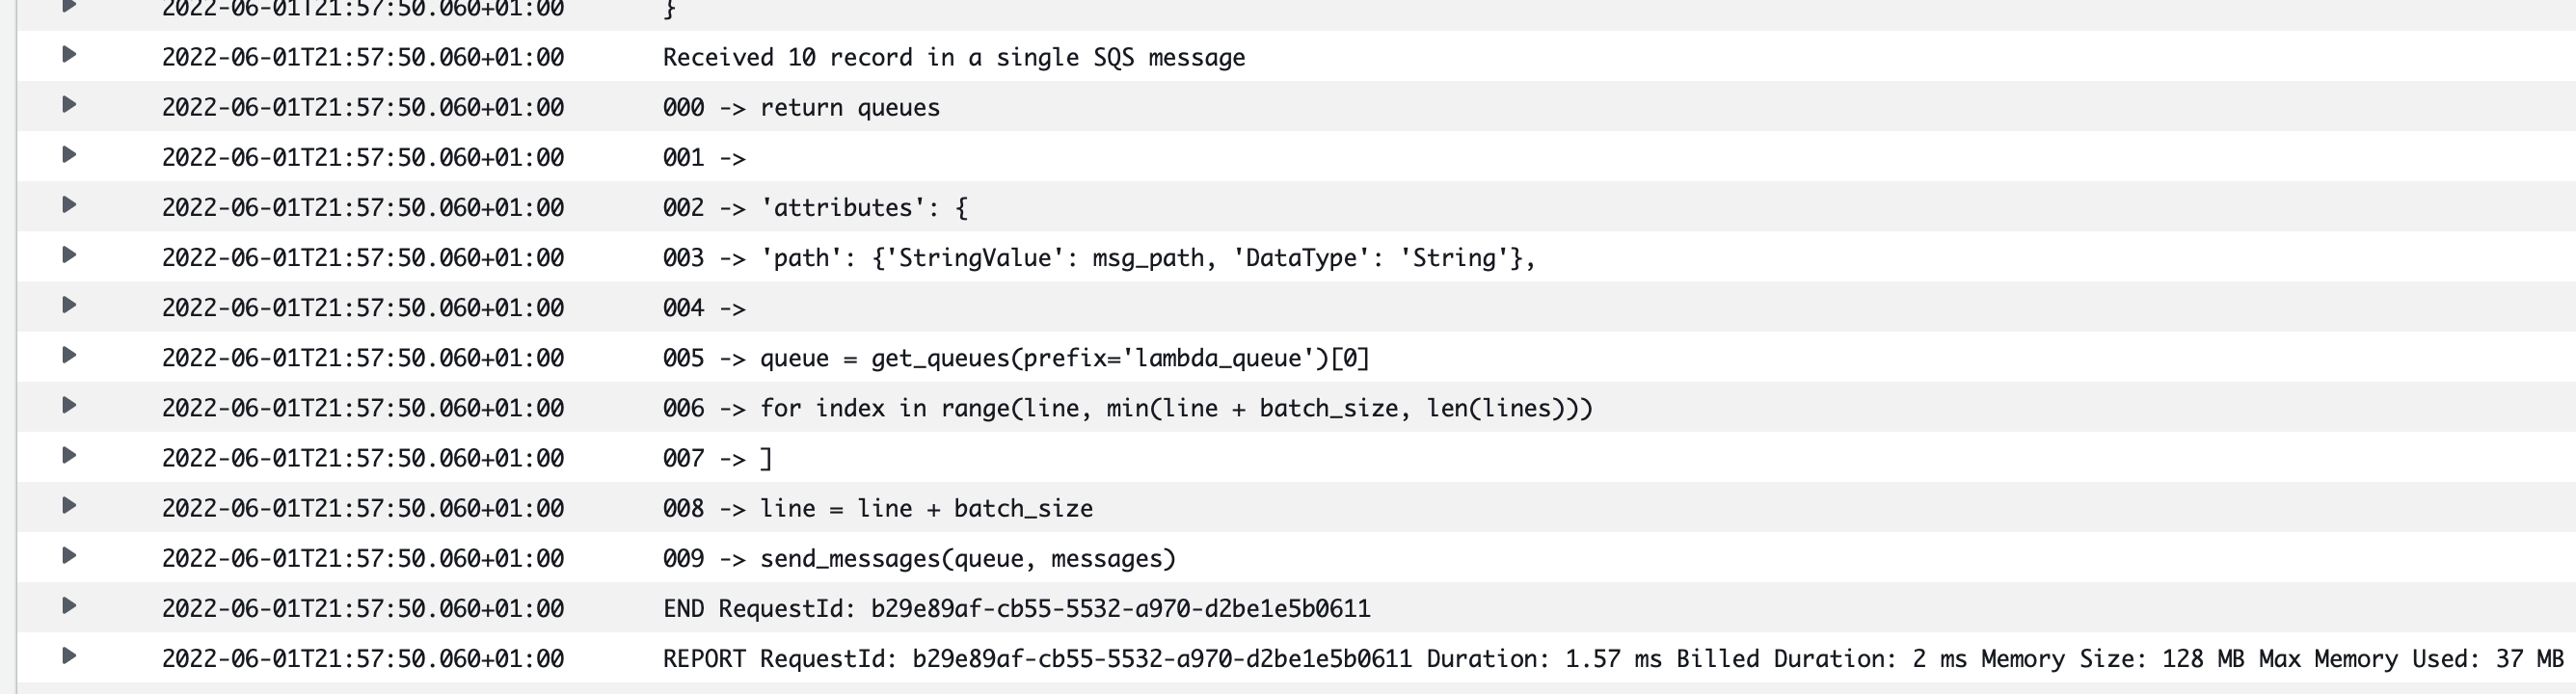 2022-06-01T21:57:50.060+01:00 }
2022-06-01T21:57:50.060+01:00 Received 10 record in a single SQS message
2022-06-01T21:57:50.060+01:00 000 -> return queues
2022-06-01T21:57:50.060+01:00 001 ->
2022-06-01T21:57:50.060+01:00 002 -> 'attributes': {
2022-06-01T21:57:50.060+01:00 003 -> 'path': {'StringValue': msg_path, 'DataType': 'String'},
2022-06-01T21:57:50.060+01:00 004 ->
2022-06-01T21:57:50.060+01:00 005 -> queue = get_queues(prefix='lambda_queue')[0]
2022-06-01T21:57:50.060+01:00 006 -> for index in range(line, min(line + batch_size, len(lines)))
2022-06-01T21:57:50.060+01:00 007 -> ]
2022-06-01T21:57:50.060+01:00 008 -> line = line + batch_size
2022-06-01T21:57:50.060+01:00 009 -> send_messages(queue, messages)
2022-06-01T21:57:50.060+01:00 END RequestId: b29e89af-cb55-5532-a970-d2be1e5b0611
2022-06-01T21:57:50.060+01:00 REPORT RequestId: b29e89af-cb55-5532-a970-d2be1e5b0611 Duration: 1.57 ms Billed Duration: 2 ms Memory Size: 128 MB Max Memory Used: 37 MB